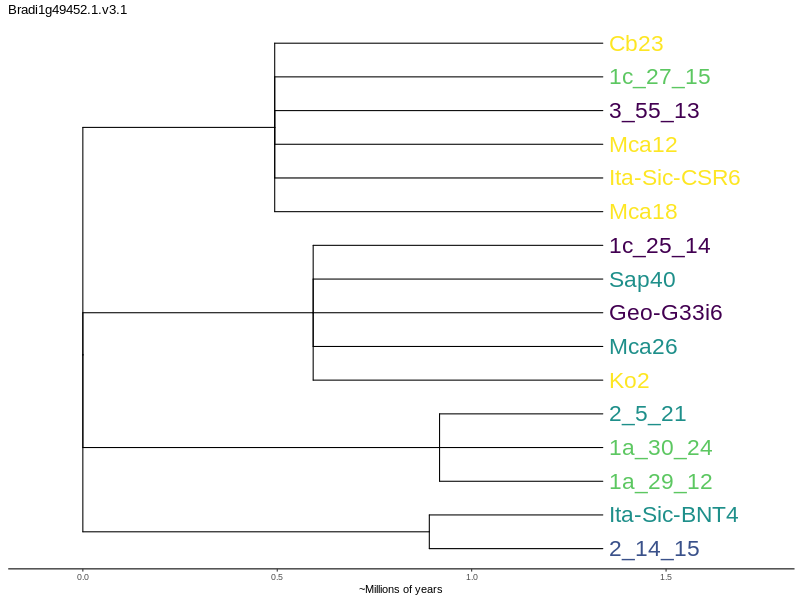 Bradi1g49452.1.v3.1
Cb23
1c_27_15
3_55_13
Mca12
Ita-Sic-CSR6
Mca18
1c_25_14
Sap40
Geo-G33i6
Mca26
Ko2
2_5_21
1a_30_24
1a_29_12
Ita-Sic-BNT4
2_14_15
0.0 0.5 1.0 1.5
~Millions of years